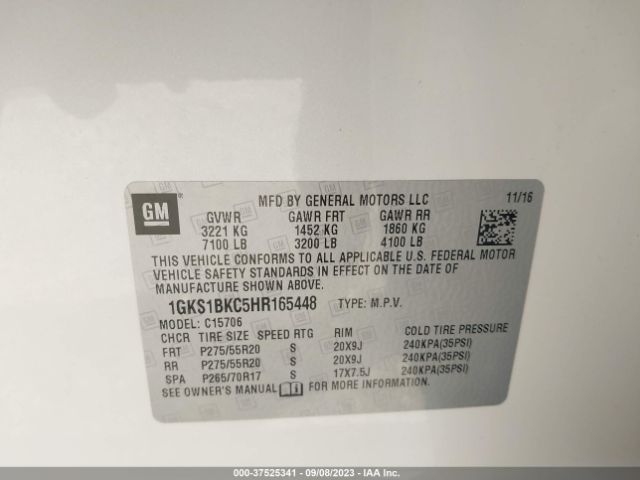 GM
MFD BY GENERAL MOTORS LLC 11/16
GVWR GAWR FRT GAWR RR
3221 KG 1452 KG 1860 KG
7100 LB 3200 LB 4100 LB
THIS VEHICLE CONFORMS TO ALL APPLICABLE U.S. FEDERAL MOTOR
VEHICLE SAFETY STANDARDS IN EFFECT ON THE DATE OF
MANUFACTURE SHOWN ABOVE.
1GKS1BKC5HR165448 TYPE: M.P.V.
MODEL: C15706
CHCR TIRE SIZE SPEED RTG RIM COLD TIRE PRESSURE
FRT P275/55R20 S 20X9J 240KPA(35PSI)
RR P275/55R20 S 20X9J 240KPA(35PSI)
SPA P265/70R17 S 17X7.5J 240KPA(35PSI)
SEE OWNER'S MANUAL FOR MORE INFORMATION.
000-37525341 - 09/08/2023 - IAA Inc.